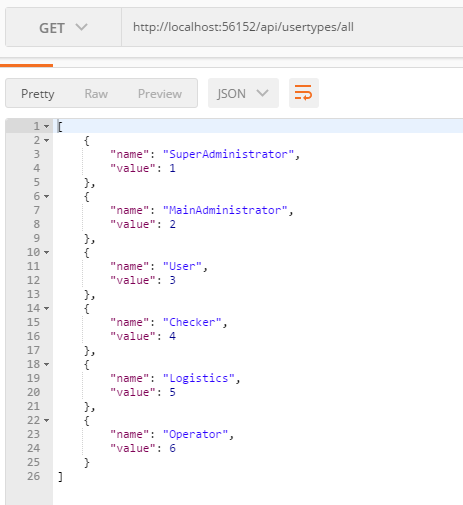 GET http://localhost:56152/api/usertypes/all
Pretty Raw Preview JSON
1 [
2 {
3 "name": "SuperAdministrator",
4 "value": 1
5 },
6 {
7 "name": "MainAdministrator",
8 "value": 2
9 },
10 {
11 "name": "User",
12 "value": 3
13 },
14 {
15 "name": "Checker",
16 "value": 4
17 },
18 {
19 "name": "Logistics",
20 "value": 5
21 },
22 {
23 "name": "Operator",
24 "value": 6
25 }
26 ]